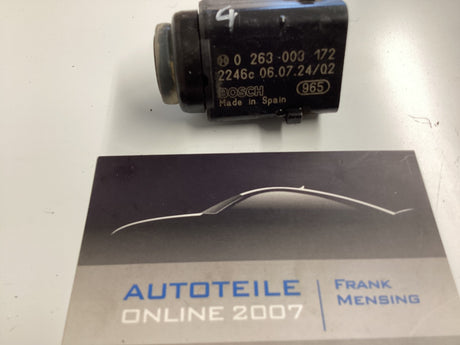 4
0 263 003 172
2246c 06.07.24/02
BOSCH 965
Made in Spain
AUTOTEILE
ONLINE 2007
FRANK
MENSING